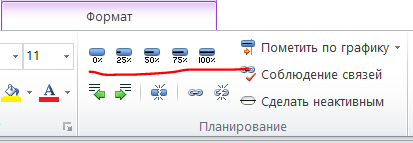 Формат
11
0% 25% 50% 75% 100%
Пометить по графику
Соблюдение связей
А
Сделать неактивным
Планирование